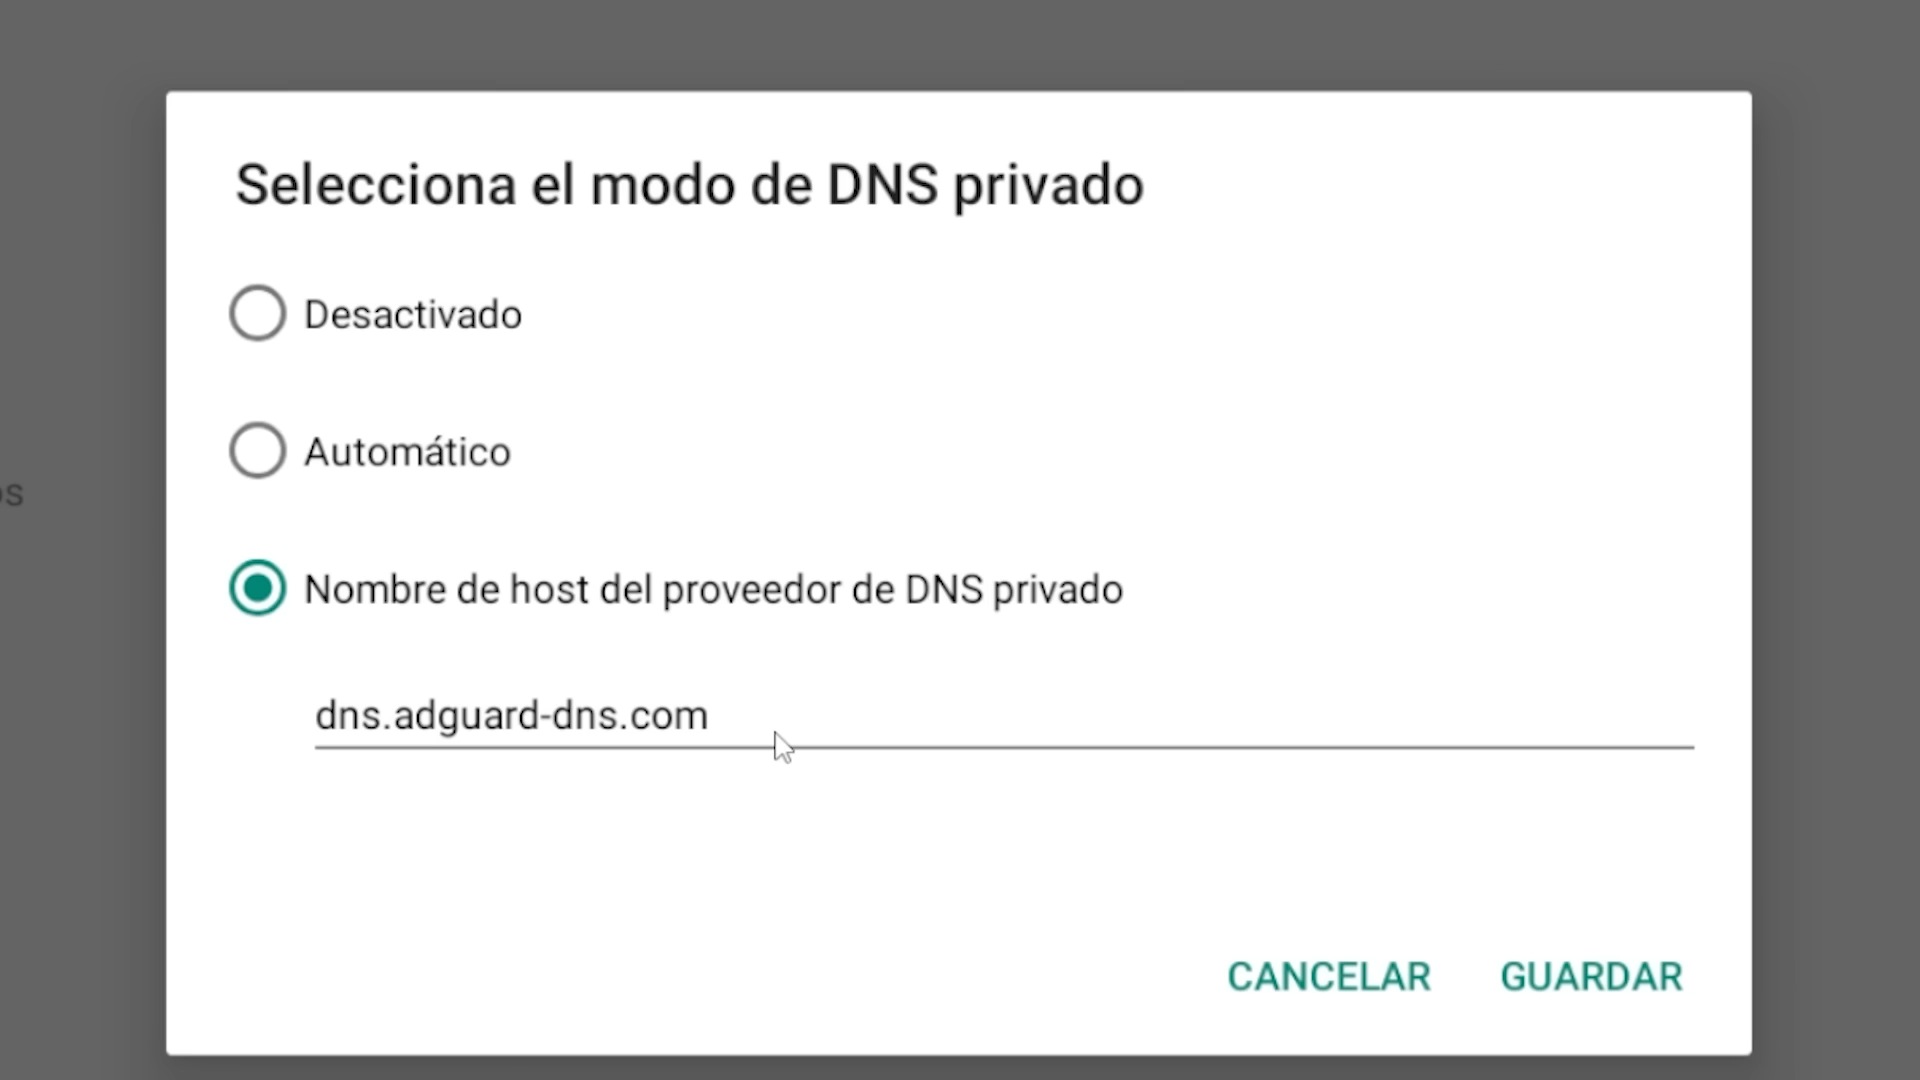 Selecciona el modo de DNS privado
Desactivado
Automático
os
Nombre de host del proveedor de DNS privado
dns.adguard-dns.com
CANCELAR GUARDAR